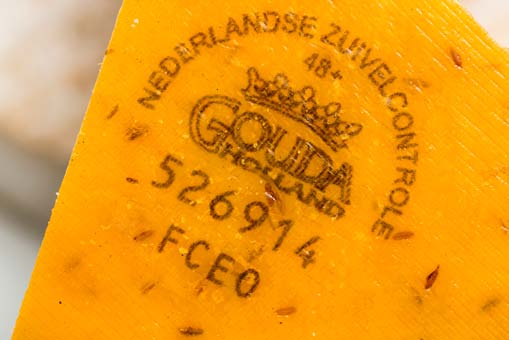 NEDERLANDSE ZUIVELCONTROLE
48+
GOUDA
HOLLAND
526914
FCEO